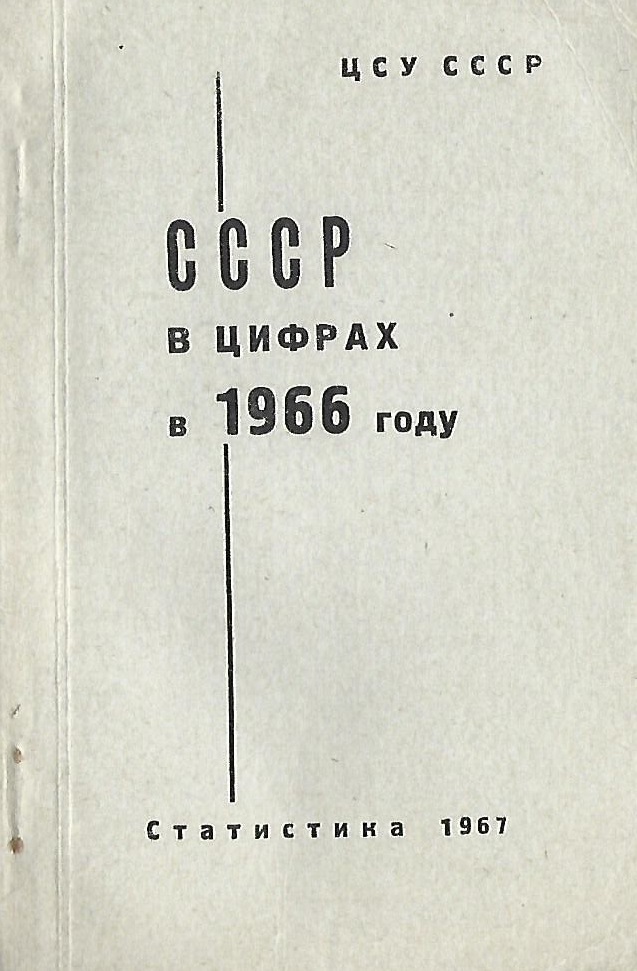 ЦСУ СССР
СССР
В ЦИФРАХ
в 1966 году
Статистика 1967